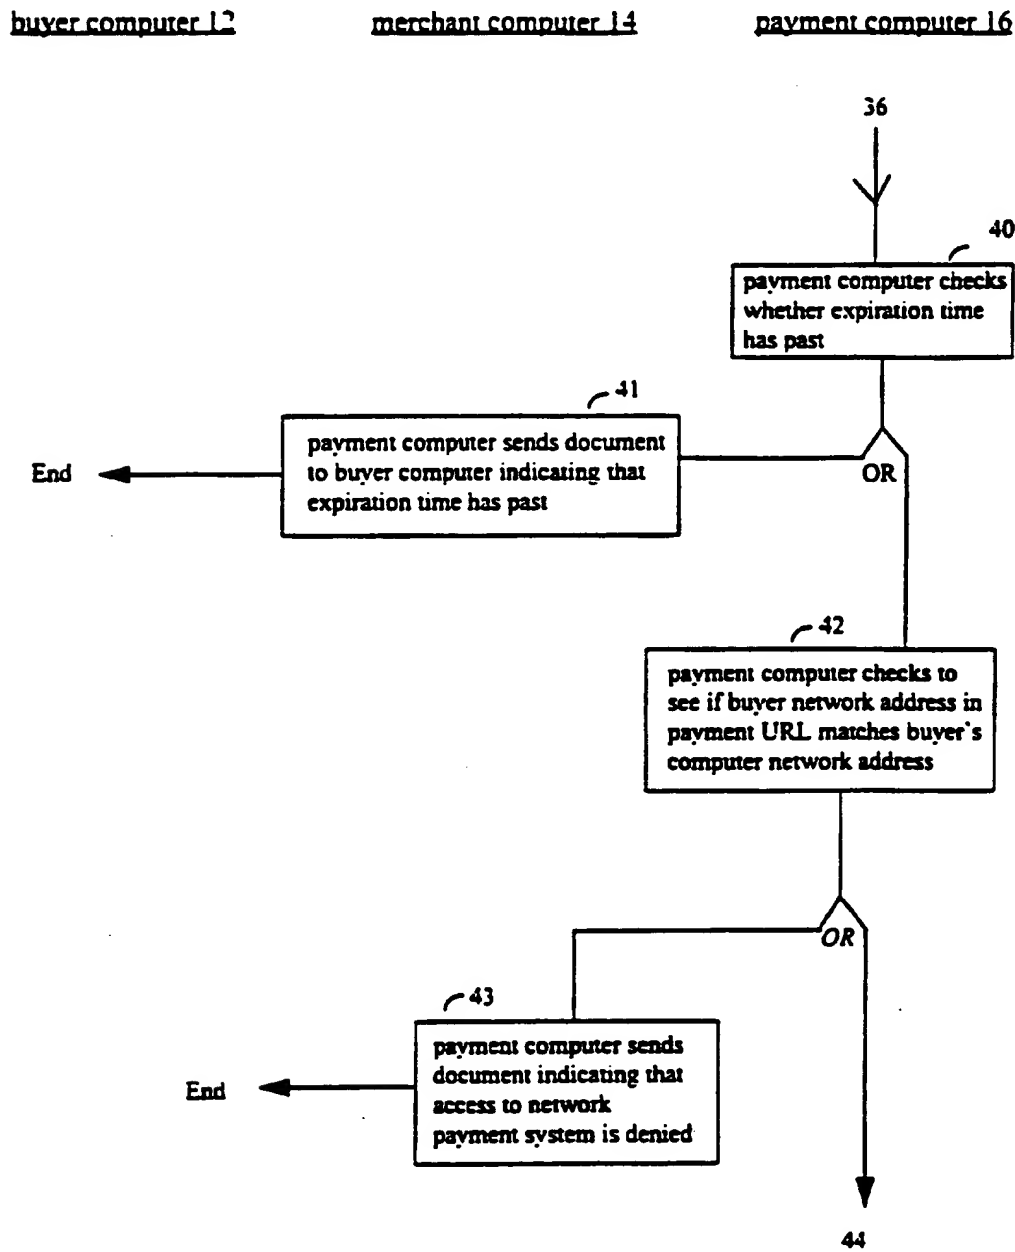 buyer computer 12
merchant computer 14
payment computer 16
36
40
payment computer checks
whether expiration time
has past
41
payment computer sends document
to buyer computer indicating that
expiration time has past
End
OR
42
payment computer checks to
see if buyer network address in
payment URL matches buyer's
computer network address
OR
43
payment computer sends
document indicating that
access to network
payment system is denied
End
44